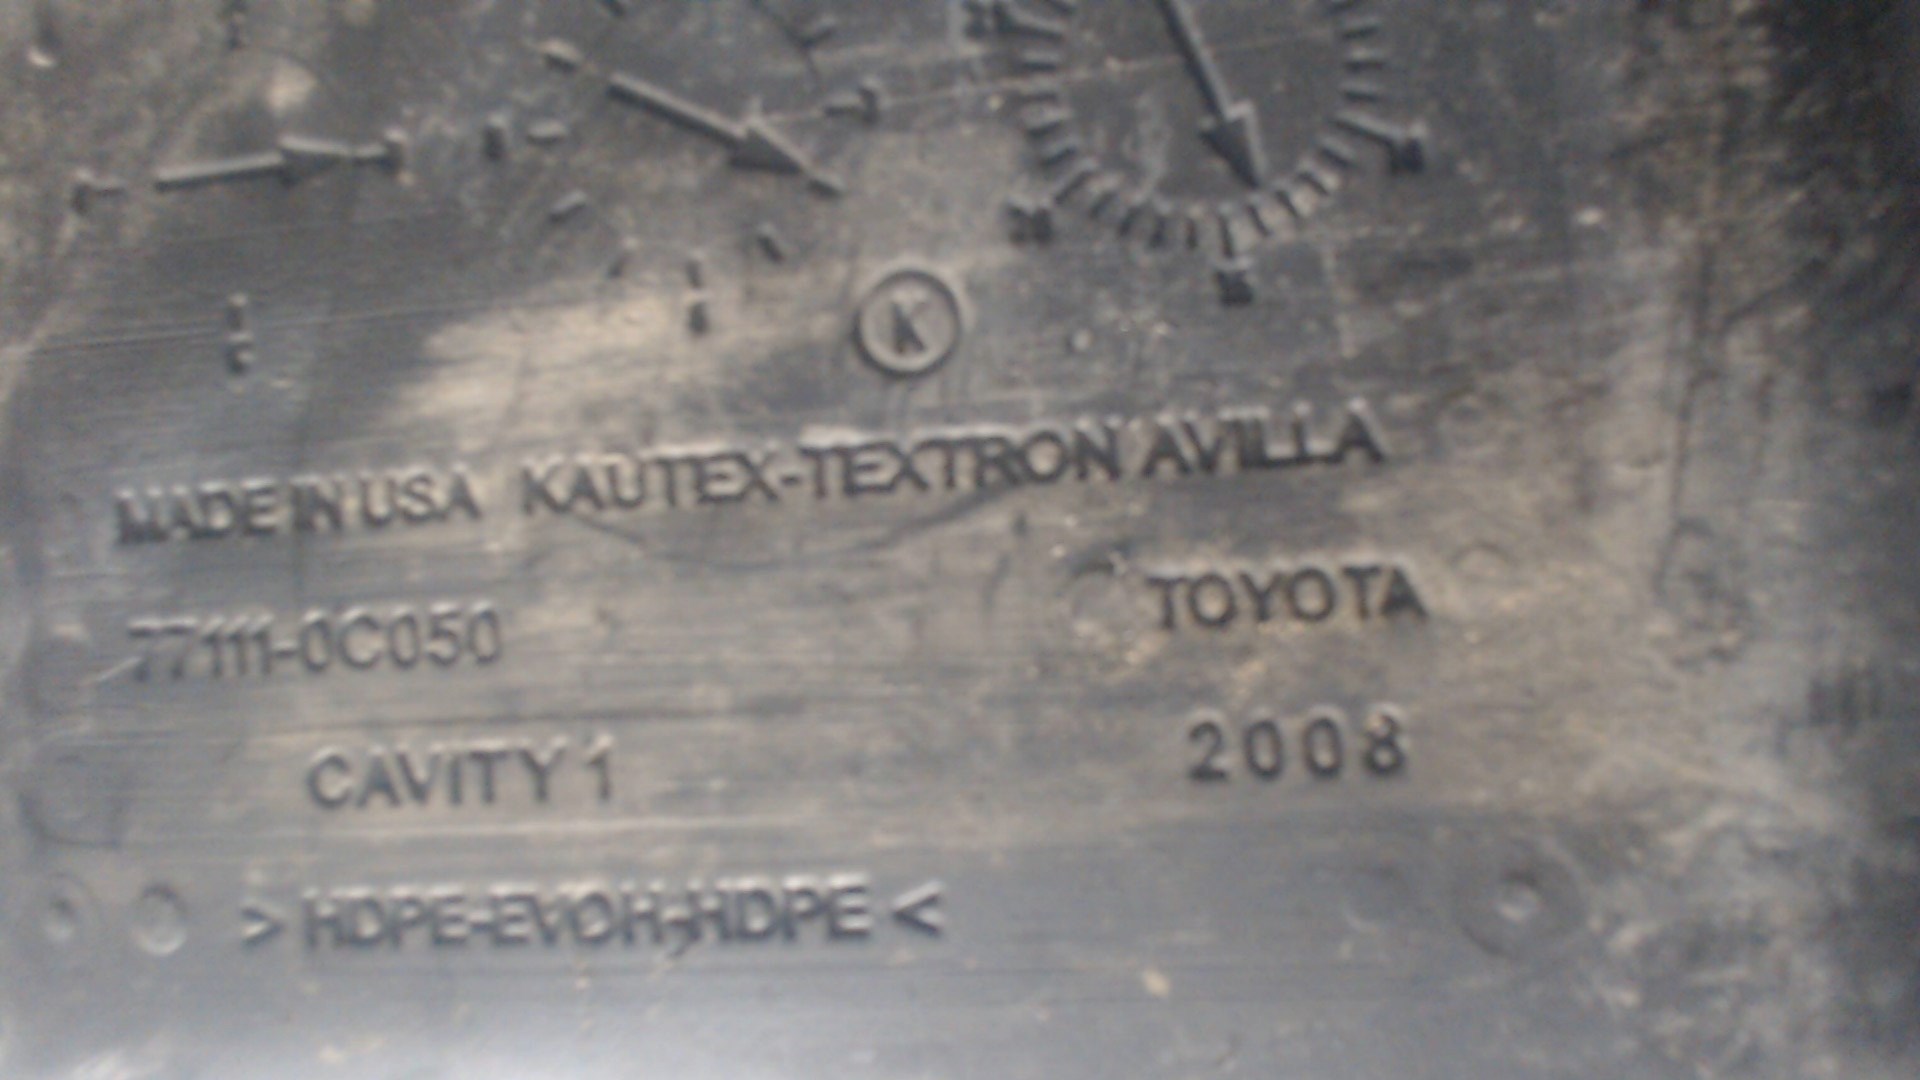 K
MADE IN USA KAUTEX-TEXTRON AVILLA
77111-0C050
TOYOTA
CAVITY 1
2008
> HDPE-EVOH-HDPE <